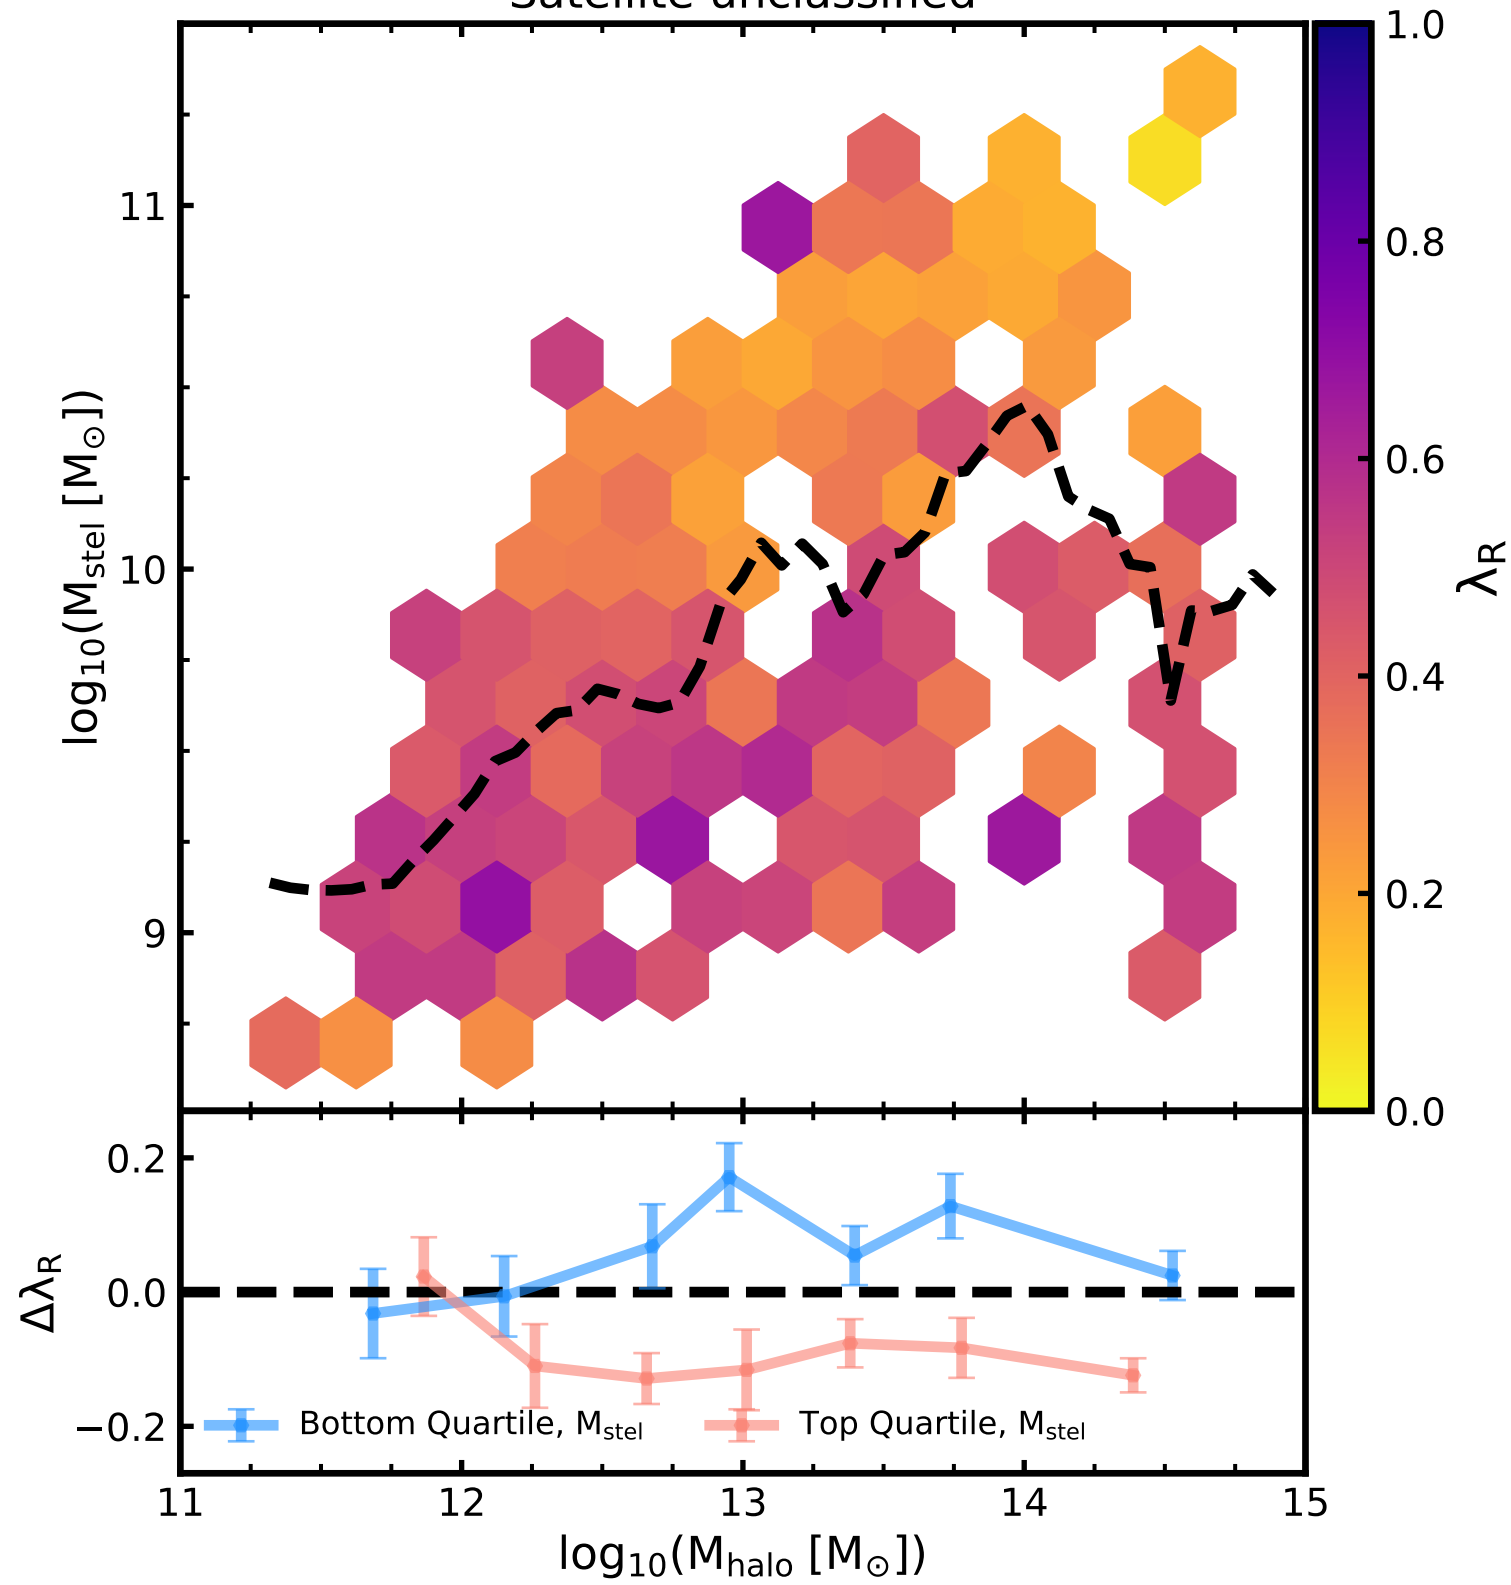 Satellite unclassified
log10(Mstel [M⊙])
11
10
9
1.0
0.8
0.6
0.4
0.2
0.0
λR
ΔλR
0.2
0.0
−0.2
Bottom Quartile, Mstel
Top Quartile, Mstel
11 12 13 14 15
log10(Mhalo [M⊙])